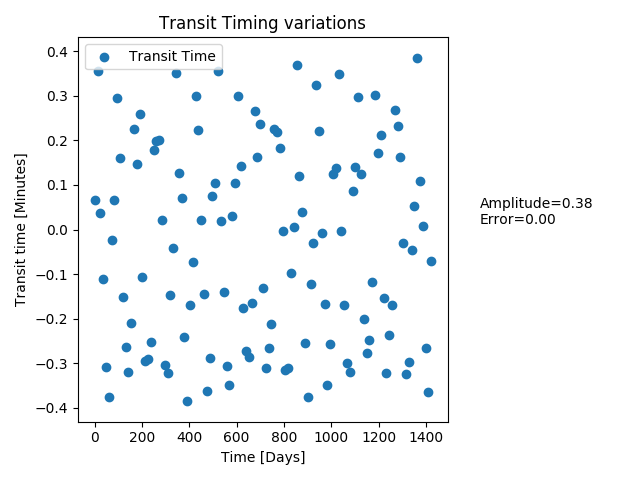 Transit Timing variations
Transit Time
Transit time [Minutes]
0.4
0.3
0.2
0.1
0.0
−0.1
−0.2
−0.3
−0.4
0 200 400 600 800 1000 1200 1400
Time [Days]
Amplitude=0.38
Error=0.00